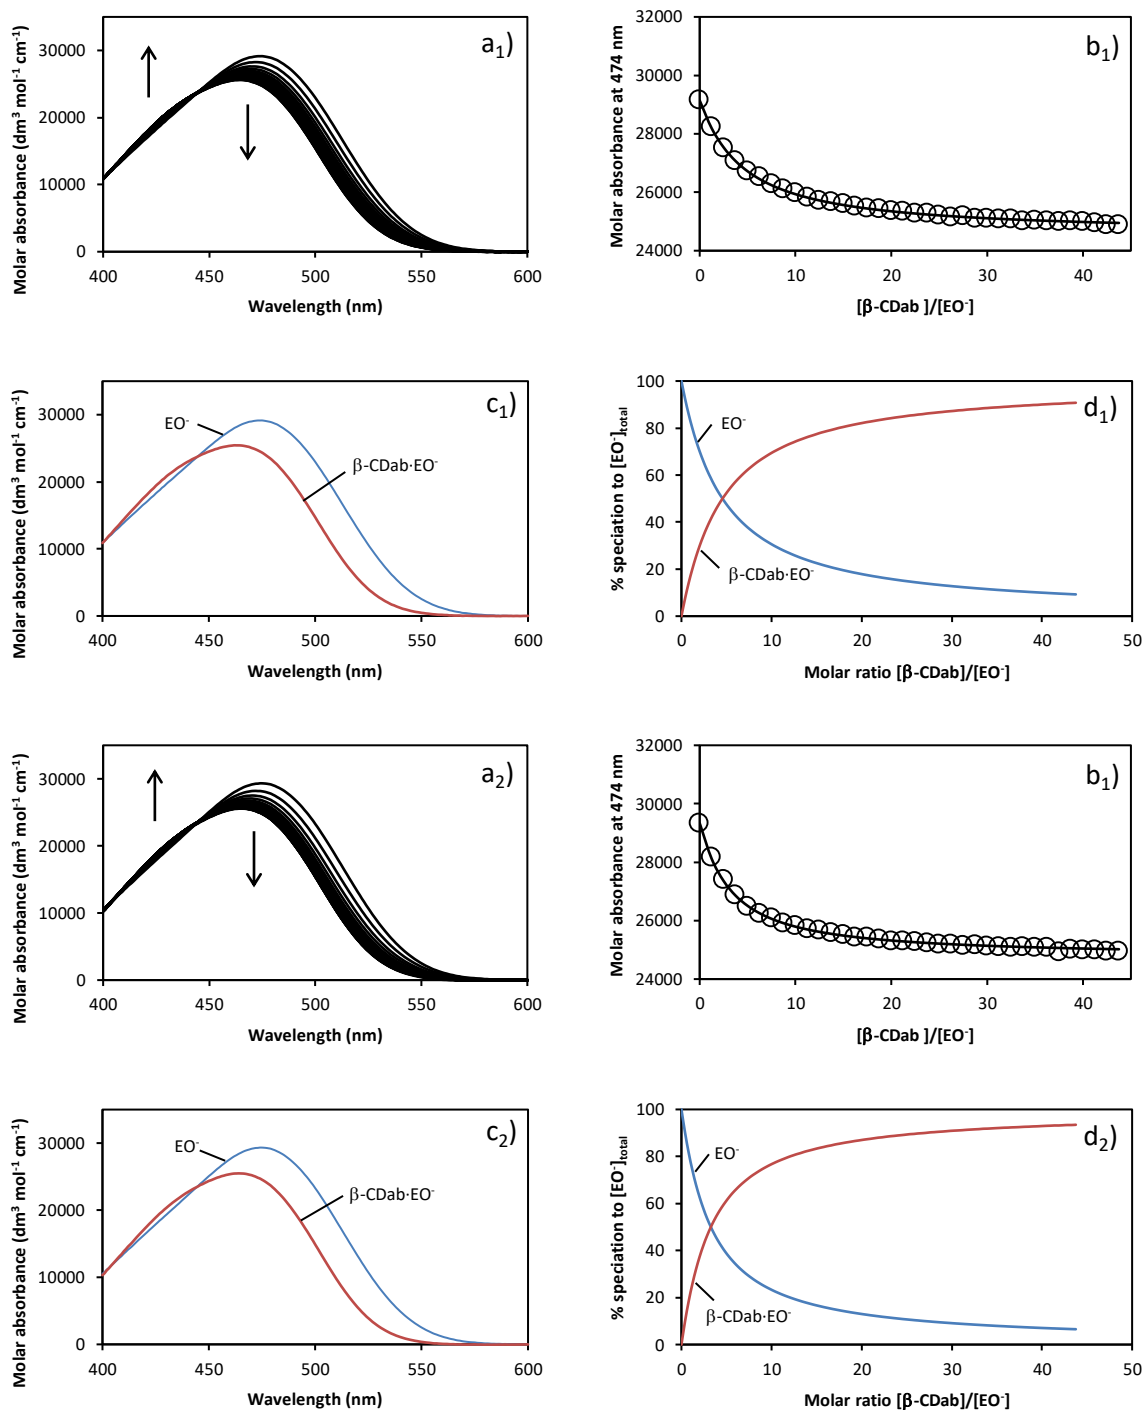 a1)
Molar absorbance (dm3 mol-1 cm-1)
30000
20000
10000
0
400 450 500 550 600
Wavelength (nm)
b1)
Molar absorbance at 474 nm
32000
30000
28000
26000
24000
0 10 20 30 40
[β-CDab ]/[EO-]
c1)
Molar absorbance (dm3 mol-1 cm-1)
30000
20000
10000
0
EO-
β-CDab·EO-
400 450 500 550 600
Wavelength (nm)
d1)
% speciation to [EO-]total
100
80
60
40
20
0
EO-
β-CDab·EO-
0 10 20 30 40 50
Molar ratio [β-CDab]/[EO-]
a2)
Molar absorbance (dm3 mol-1 cm-1)
30000
20000
10000
0
400 450 500 550 600
Wavelength (nm)
b1)
Molar absorbance at 474 nm
32000
30000
28000
26000
24000
0 10 20 30 40
[β-CDab ]/[EO-]
c2)
Molar absorbance (dm3 mol-1 cm-1)
30000
20000
10000
0
EO-
β-CDab·EO-
400 450 500 550 600
Wavelength (nm)
d2)
% speciation to [EO-]total
100
80
60
40
20
0
EO-
β-CDab·EO-
0 10 20 30 40 50
Molar ratio [β-CDab]/[EO-]